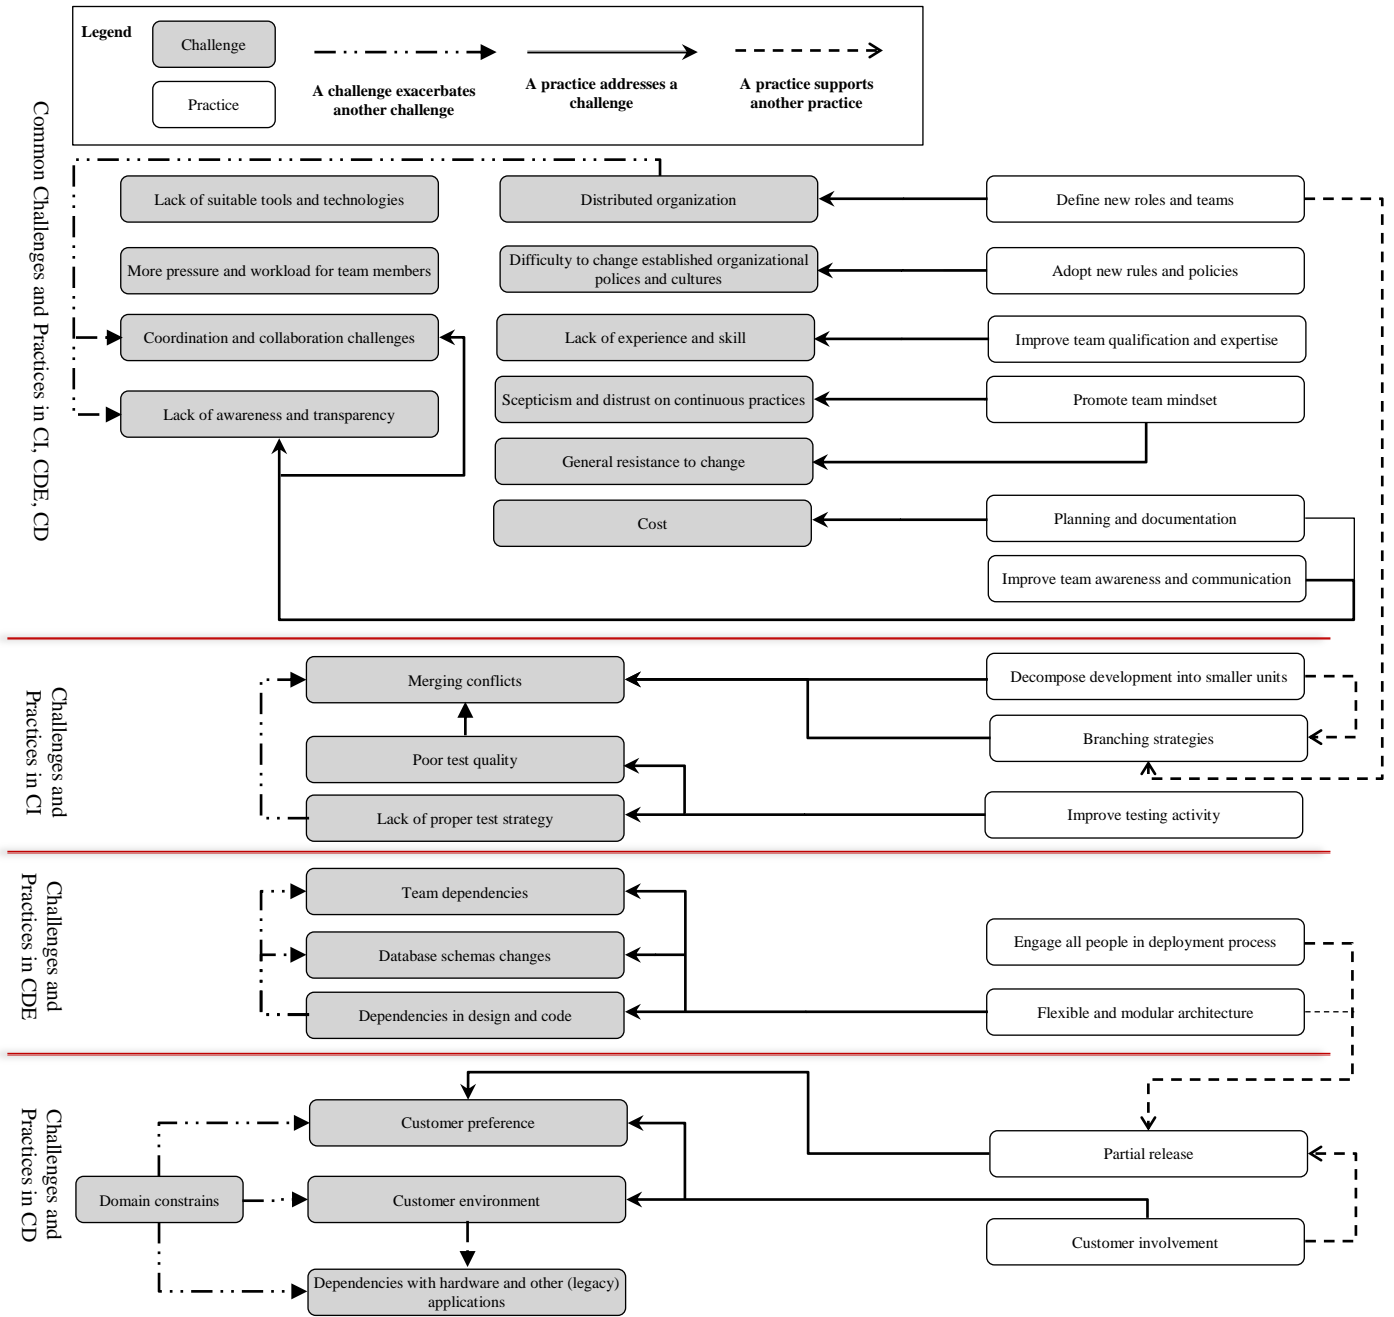 Legend
Challenge
Practice
A challenge exacerbates
another challenge
A practice addresses a
challenge
A practice supports
another practice
Common Challenges and Practices in CI, CDE, CD
Lack of suitable tools and technologies
Distributed organization
Define new roles and teams
More pressure and workload for team members
Difficulty to change established organizational
polices and cultures
Adopt new rules and policies
Coordination and collaboration challenges
Lack of experience and skill
Improve team qualification and expertise
Lack of awareness and transparency
Scepticism and distrust on continuous practices
Promote team mindset
General resistance to change
Cost
Planning and documentation
Improve team awareness and communication
Challenges and
Practices in CI
Merging conflicts
Decompose development into smaller units
Poor test quality
Branching strategies
Lack of proper test strategy
Improve testing activity
Challenges and
Practices in CDE
Team dependencies
Database schemas changes
Engage all people in deployment process
Dependencies in design and code
Flexible and modular architecture
Challenges and
Practices in CD
Customer preference
Partial release
Domain constrains
Customer environment
Customer involvement
Dependencies with hardware and other (legacy)
applications